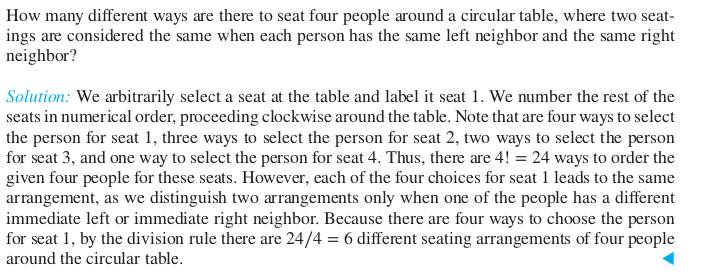 How many different ways are there to seat four people around a circular table, where two seat-
ings are considered the same when each person has the same left neighbor and the same right
neighbor?
Solution: We arbitrarily select a seat at the table and label it seat 1. We number the rest of the
seats in numerical order, proceeding clockwise around the table. Note that are four ways to select
the person for seat 1, three ways to select the person for seat 2, two ways to select the person
for seat 3, and one way to select the person for seat 4. Thus, there are 4! = 24 ways to order the
given four people for these seats. However, each of the four choices for seat 1 leads to the same
arrangement, as we distinguish two arrangements only when one of the people has a different
immediate left or immediate right neighbor. Because there are four ways to choose the person
for seat 1, by the division rule there are 24/4 = 6 different seating arrangements of four people
around the circular table.